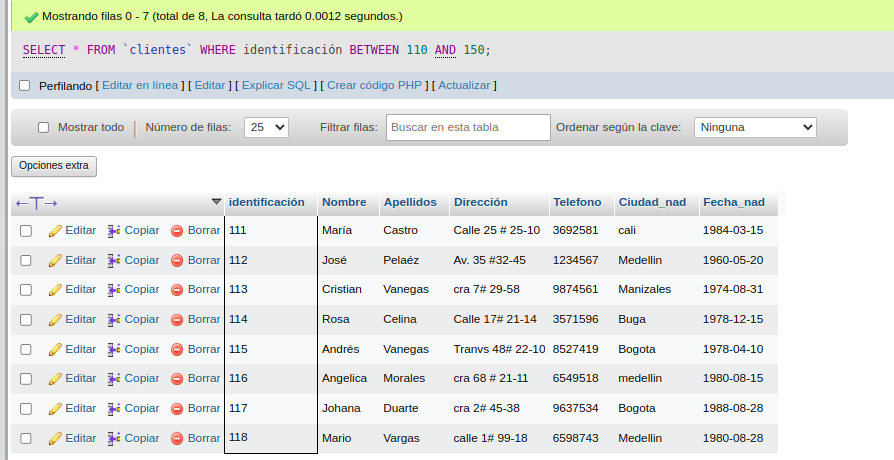 Mostrando filas 0 - 7 (total de 8, La consulta tardó 0.0012 segundos.)
SELECT * FROM `clientes` WHERE identificación BETWEEN 110 AND 150;
Perfilando [ Editar en línea ] [ Editar ] [ Explicar SQL ] [ Crear código PHP ] [ Actualizar ]
Mostrar todo | Número de filas: 25 Filtrar filas: Buscar en esta tabla Ordenar según la clave: Ninguna
Opciones extra
←T→ identificación Nombre Apellidos Dirección Telefono Ciudad_nad Fecha_nad
Editar Copiar Borrar 111 María Castro Calle 25 # 25-10 3692581 cali 1984-03-15
Editar Copiar Borrar 112 José Pelaéz Av. 35 #32-45 1234567 Medellin 1960-05-20
Editar Copiar Borrar 113 Cristian Vanegas cra 7# 29-58 9874561 Manizales 1974-08-31
Editar Copiar Borrar 114 Rosa Celina Calle 17# 21-14 3571596 Buga 1978-12-15
Editar Copiar Borrar 115 Andrés Vanegas Tranvs 48# 22-10 8527419 Bogota 1978-04-10
Editar Copiar Borrar 116 Angelica Morales cra 68 # 21-11 6549518 medellin 1980-08-15
Editar Copiar Borrar 117 Johana Duarte cra 2# 45-38 9637534 Bogota 1988-08-28
Editar Copiar Borrar 118 Mario Vargas calle 1# 99-18 6598743 Medellin 1980-08-28